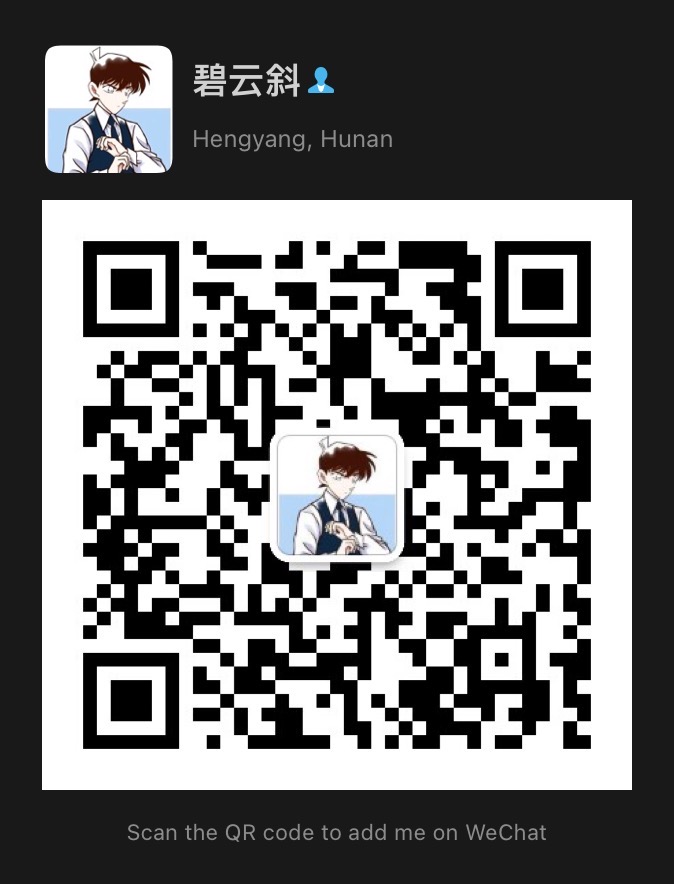 碧云斜
Hengyang, Hunan
Scan the QR code to add me on WeChat